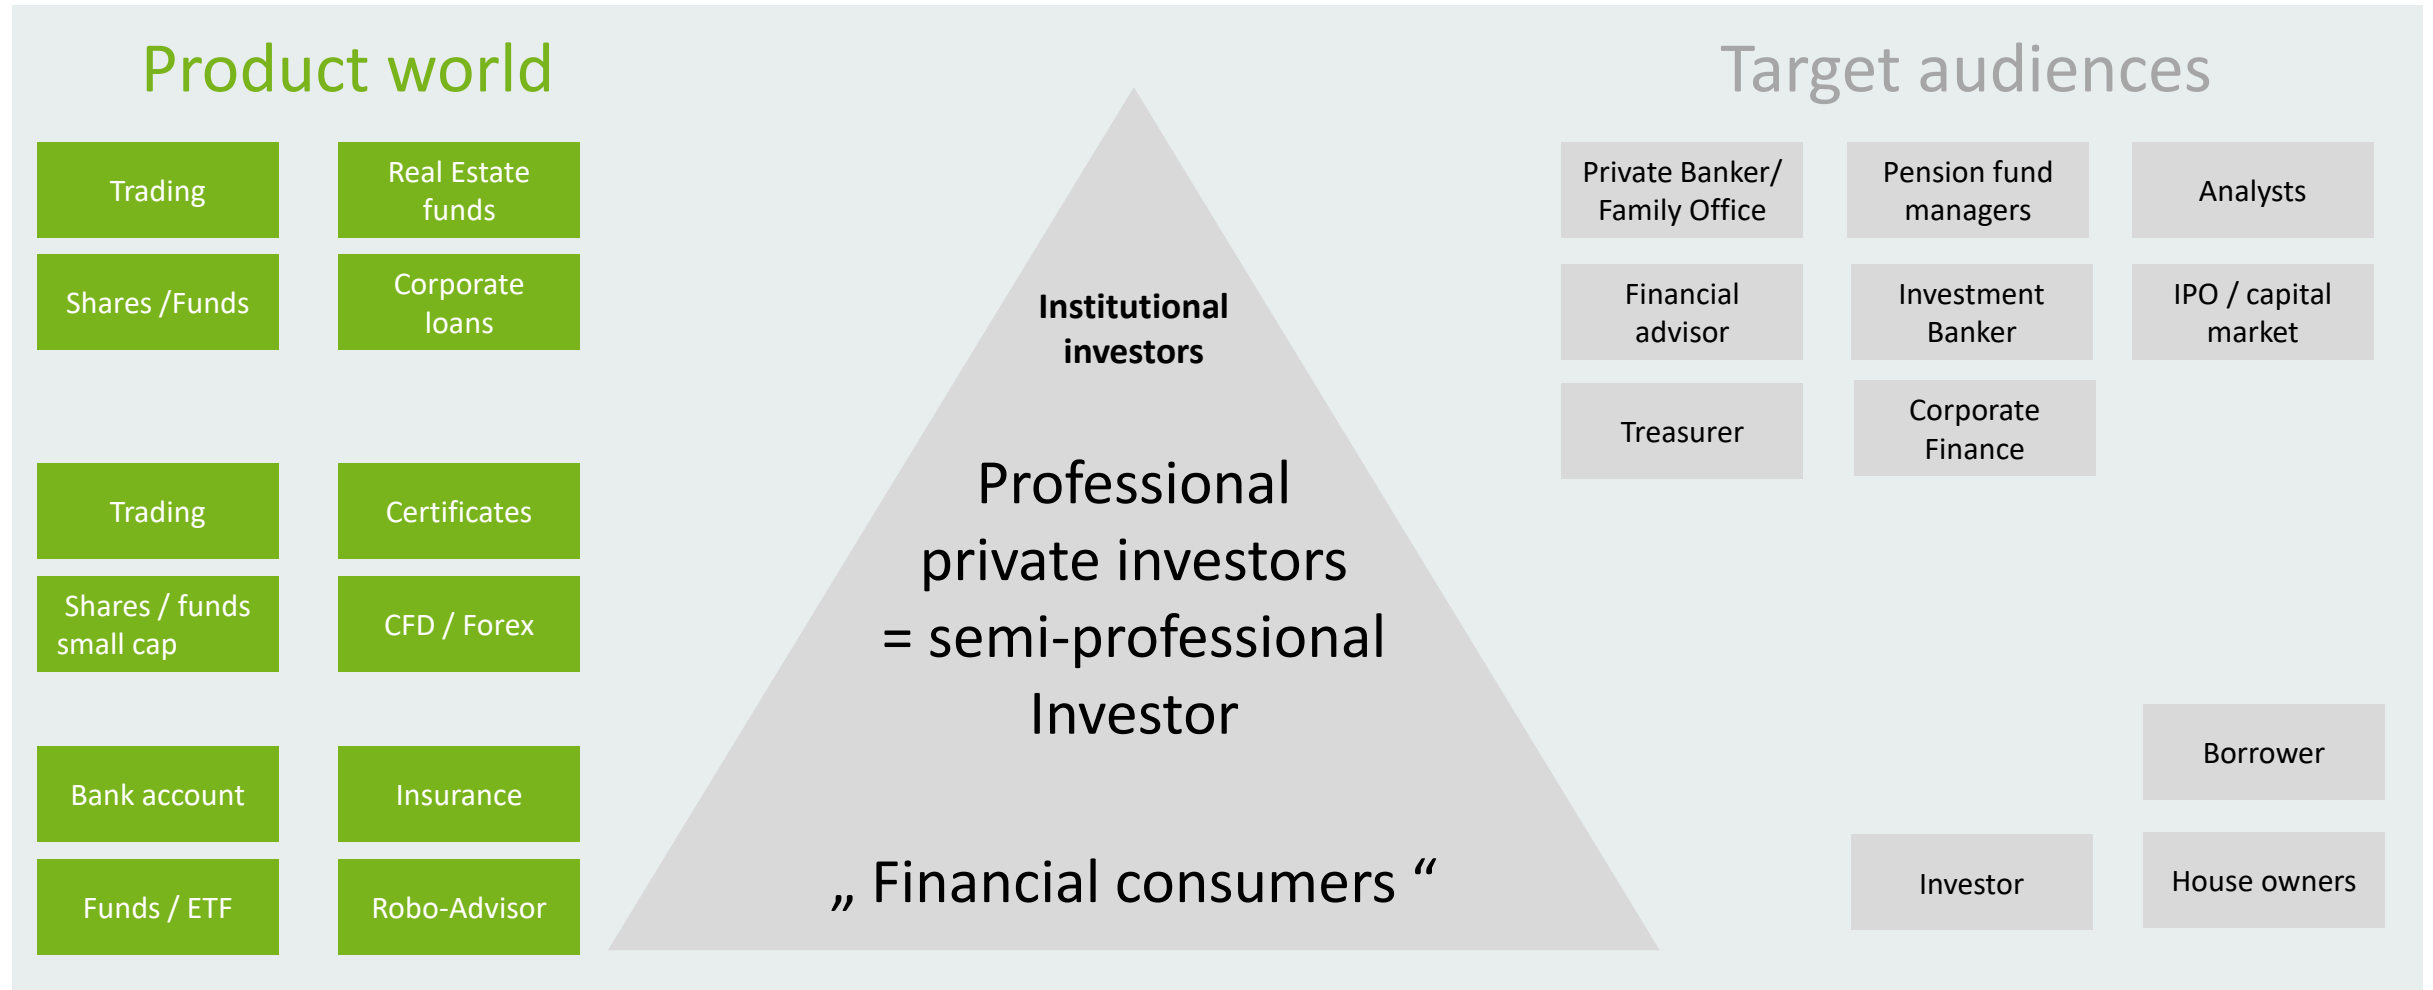 Product world
Trading
Real Estate
funds
Shares /Funds
Corporate
loans
Trading
Certificates
Shares / funds
small cap
CFD / Forex
Bank account
Insurance
Funds / ETF
Robo-Advisor
Institutional
investors
Professional
private investors
= semi-professional
Investor
„ Financial consumers “
Target audiences
Private Banker/
Family Office
Pension fund
managers
Analysts
Financial
advisor
Investment
Banker
IPO / capital
market
Treasurer
Corporate
Finance
Borrower
Investor
House owners